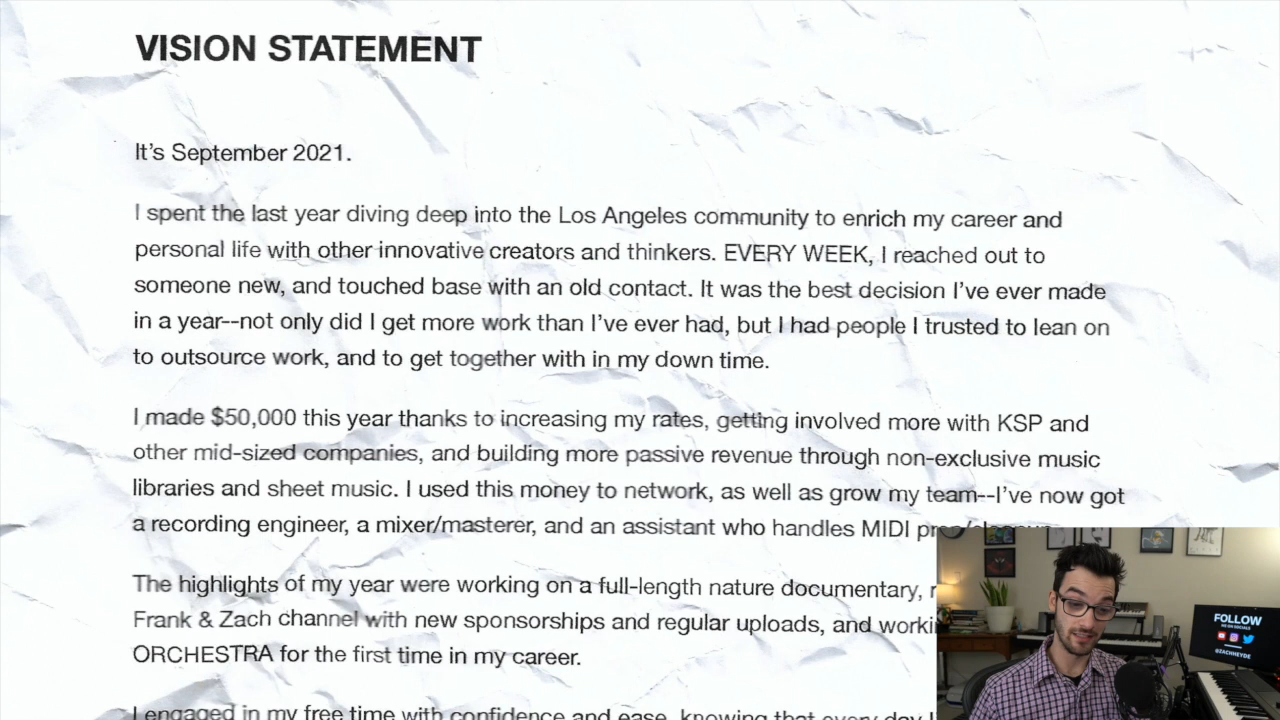 VISION STATEMENT
It's September 2021.
I spent the last year diving deep into the Los Angeles community to enrich my career and
personal life with other innovative creators and thinkers. EVERY WEEK, I reached out to
someone new, and touched base with an old contact. It was the best decision I've ever made
in a year--not only did I get more work than I've ever had, but I had people I trusted to lean on
to outsource work, and to get together with in my down time.
I made $50,000 this year thanks to increasing my rates, getting involved more with KSP and
other mid-sized companies, and building more passive revenue through non-exclusive music
libraries and sheet music. I used this money to network, as well as grow my team--I've now got
a recording engineer, a mixer/masterer, and an assistant who handles MIDI
The highlights of my year were working on a full-length nature documentary,
Frank & Zach channel with new sponsorships and regular uploads, and
ORCHESTRA for the first time in my career.
I engaged in my free time with confidence and ease, knowing that every day
FOLLOW
@ZACHHEYDE